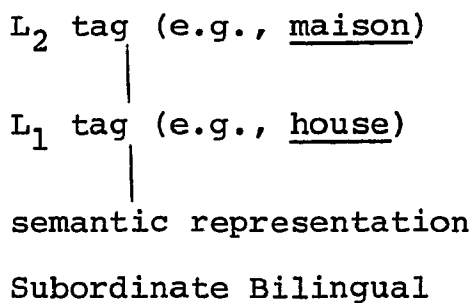 L₂ tag (e.g., maison)
L₁ tag (e.g., house)
semantic representation
Subordinate Bilingual